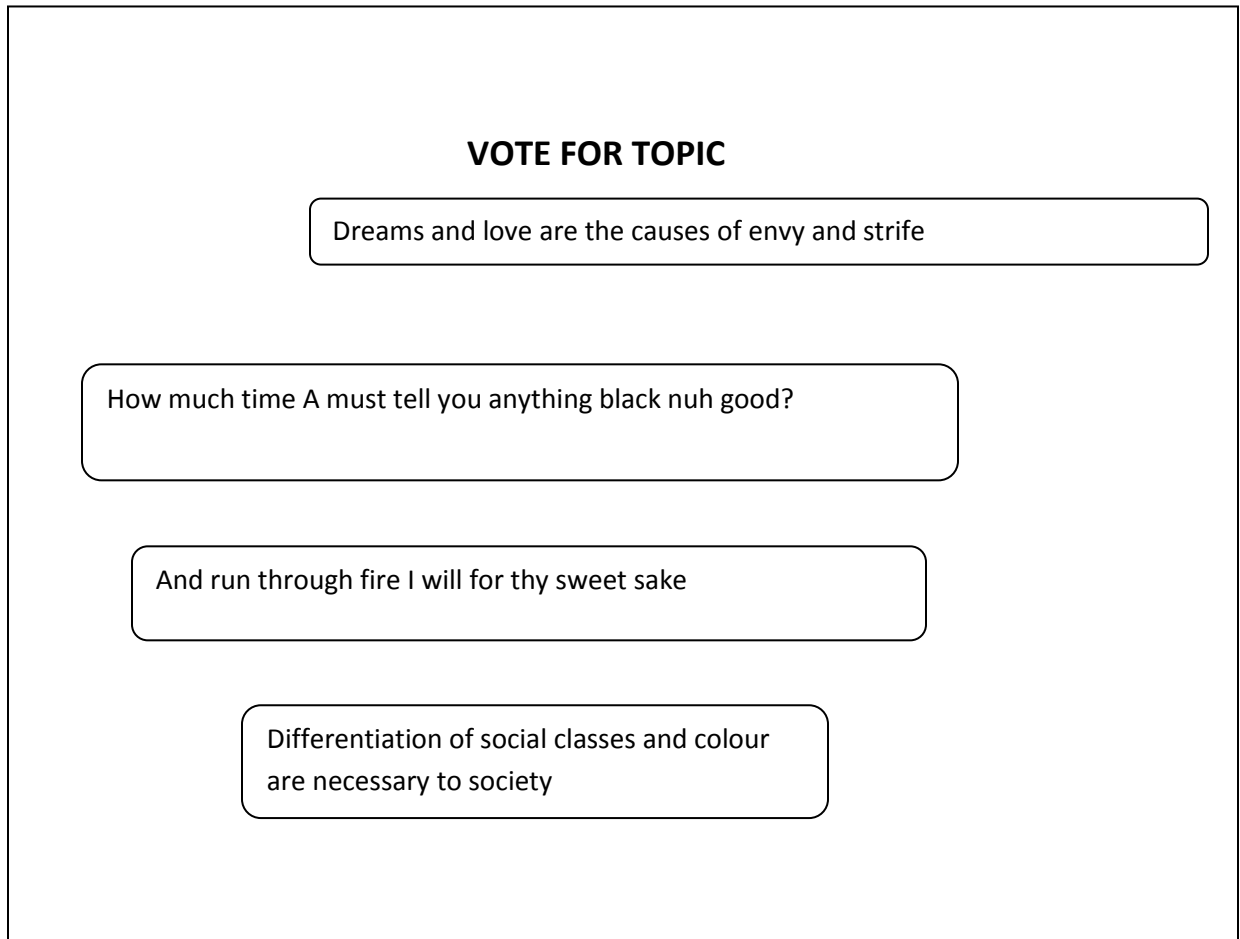 VOTE FOR TOPIC
Dreams and love are the causes of envy and strife
How much time A must tell you anything black nuh good?
And run through fire I will for thy sweet sake
Differentiation of social classes and colour
are necessary to society